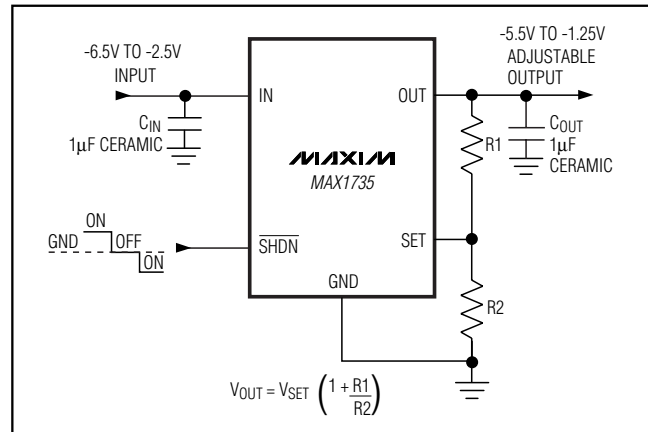 -6.5V TO -2.5V
INPUT
-5.5V TO -1.25V
ADJUSTABLE
OUTPUT
IN
OUT
CIN
1µF CERAMIC
R1
COUT
1µF
CERAMIC
MAXIM
MAX1735
ON
GND
OFF
ON
SHDN
SET
GND
R2
VOUT = VSET (1 + R1/R2)